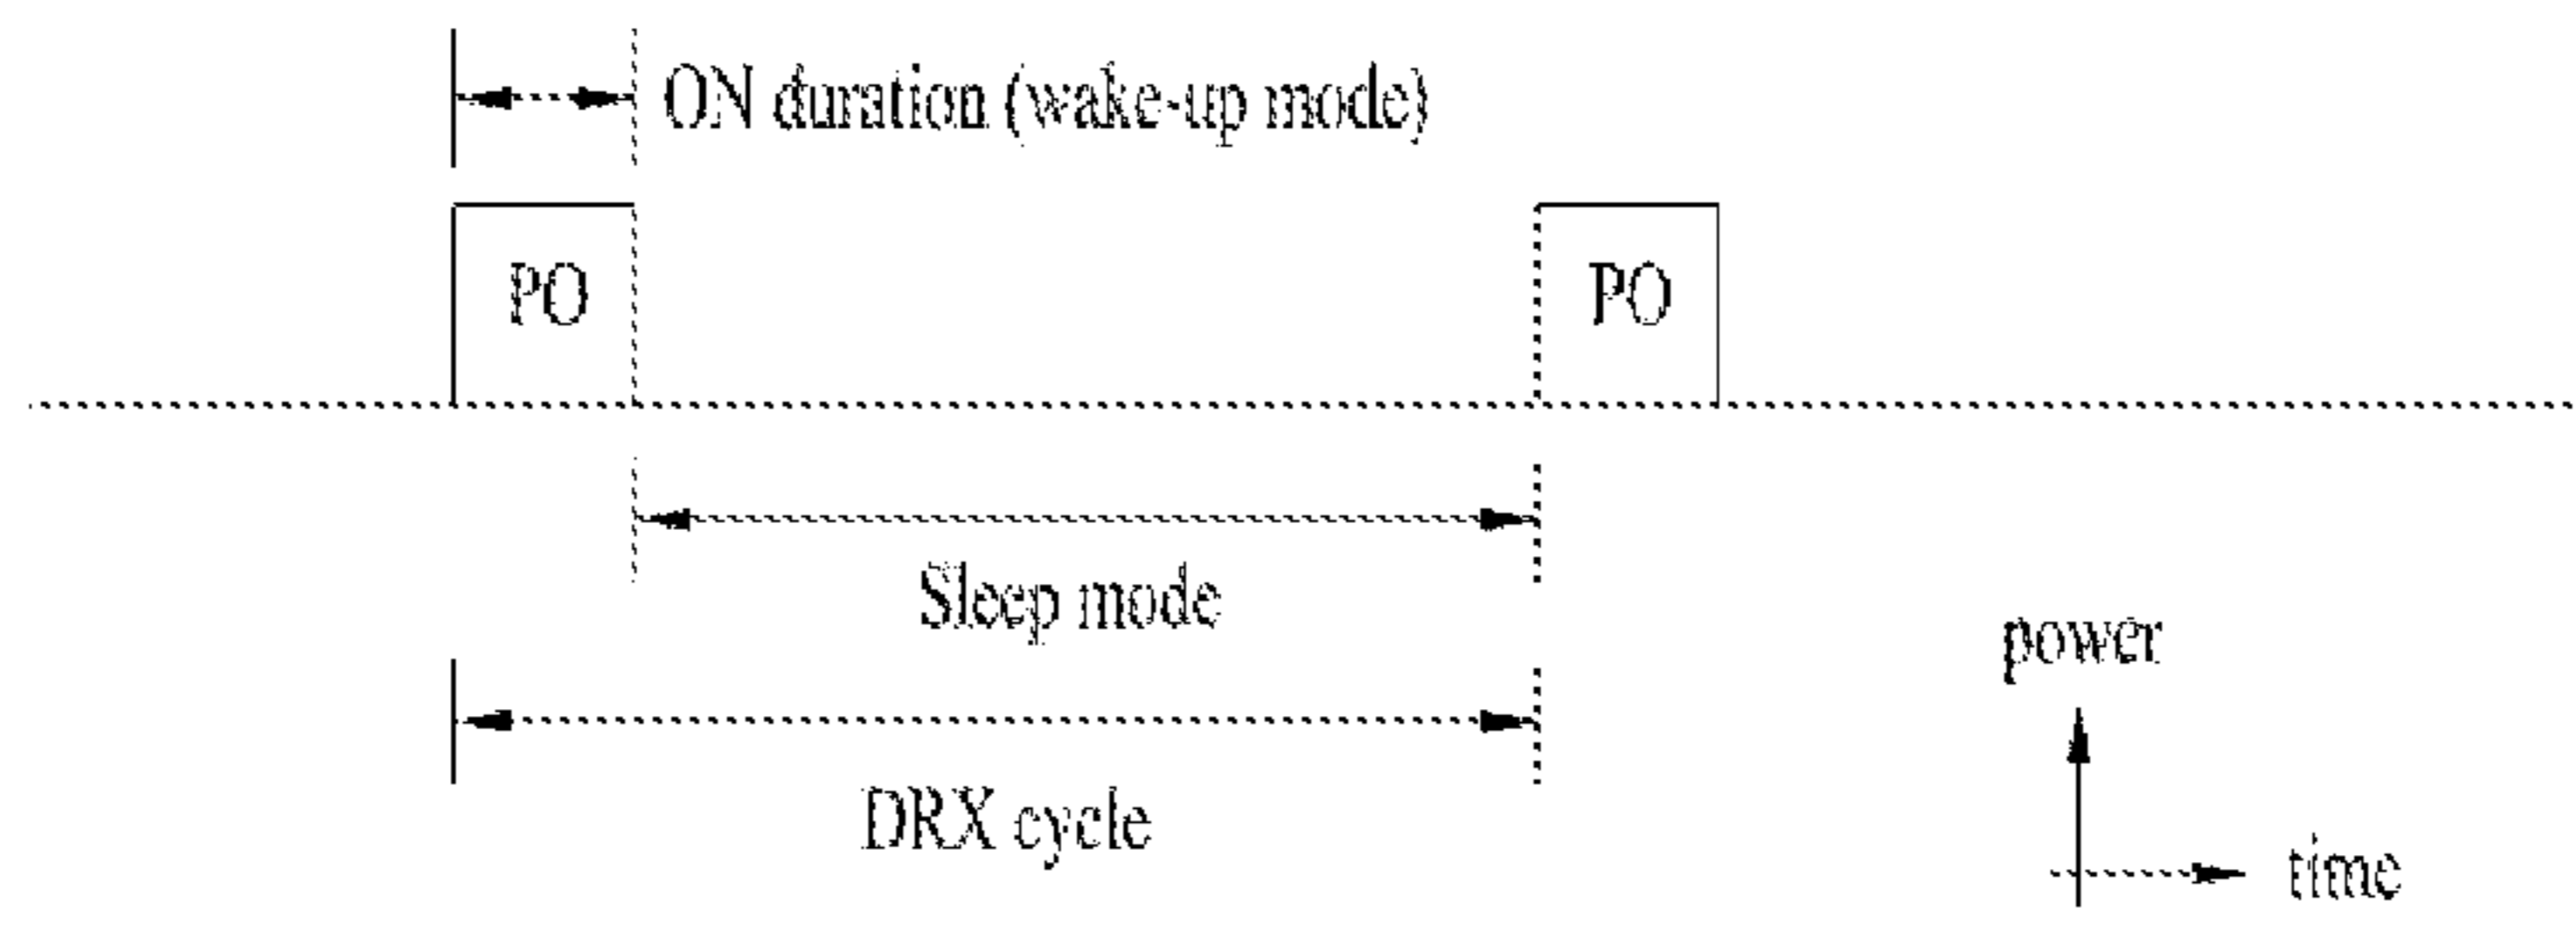 ON duration (wake-up mode)
PO
PO
Sleep mode
power
DRX cycle
time